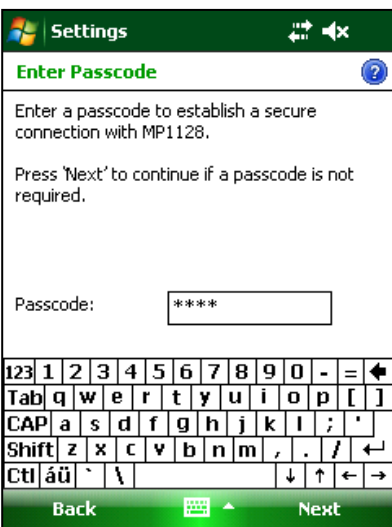 Settings
Enter Passcode
Enter a passcode to establish a secure
connection with MP1128.
Press 'Next' to continue if a passcode is not
required.
Passcode: ****
123 1 2 3 4 5 6 7 8 9 0 - = ←
Tab q w e r t y u i o p [ ]
CAP a s d f g h j k l ; '
Shift z x c v b n m , . / ↵
Ctl áü ` \ ↓ ↑ ← →
Back Next